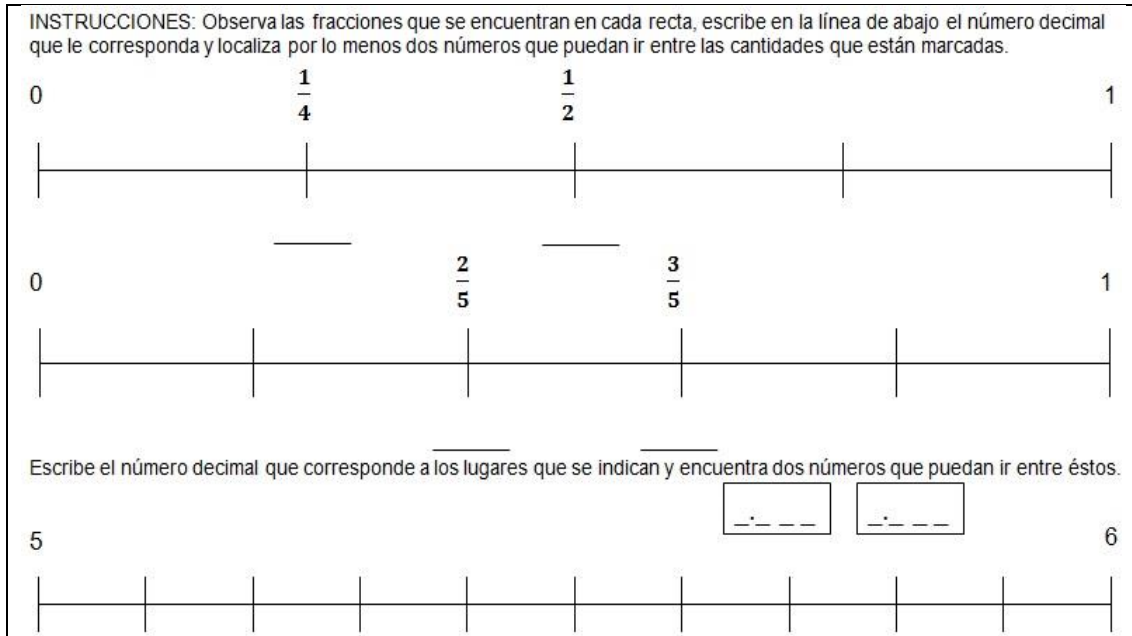 INSTRUCCIONES: Observa las fracciones que se encuentran en cada recta, escribe en la línea de abajo el número decimal
que le corresponda y localiza por lo menos dos números que puedan ir entre las cantidades que están marcadas.
0 1/4 1/2 1
0 2/5 3/5 1
Escribe el número decimal que corresponde a los lugares que se indican y encuentra dos números que puedan ir entre éstos.
_._ _ _ _._ _ _
5 6